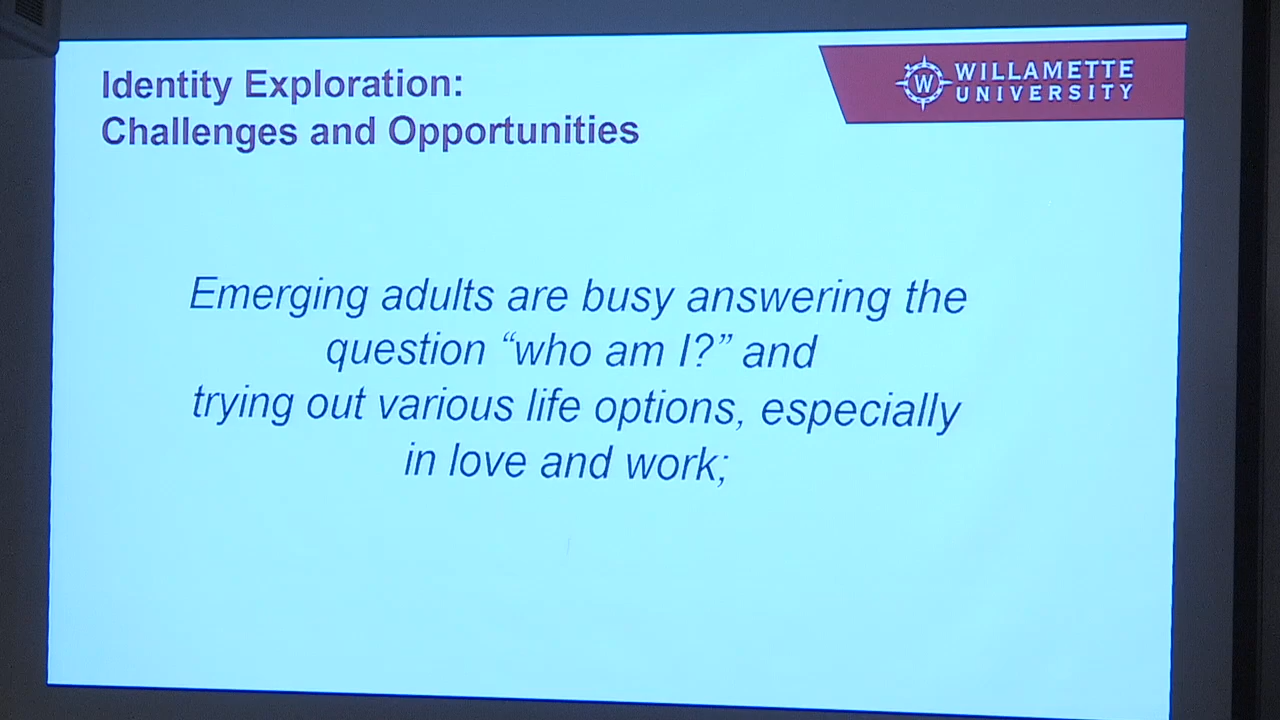 Identity Exploration:
Challenges and Opportunities
W
WILLAMETTE
UNIVERSITY
Emerging adults are busy answering the
question “who am I?” and
trying out various life options, especially
in love and work;